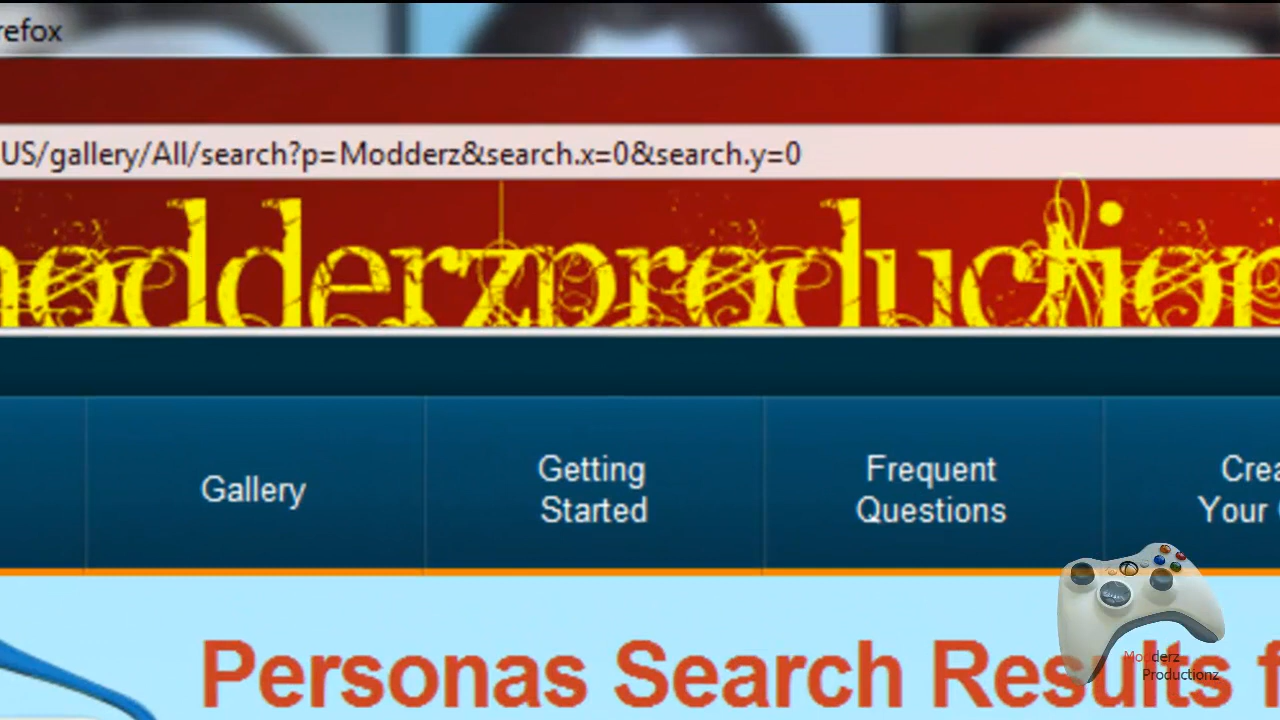 refox
US/gallery/All/search?p=Modderz&search.x=0&search.y=0
modderzproduction
Gallery
Getting
Started
Frequent
Questions
Crea
Your
Personas Search Results f
Modderz
Productionz